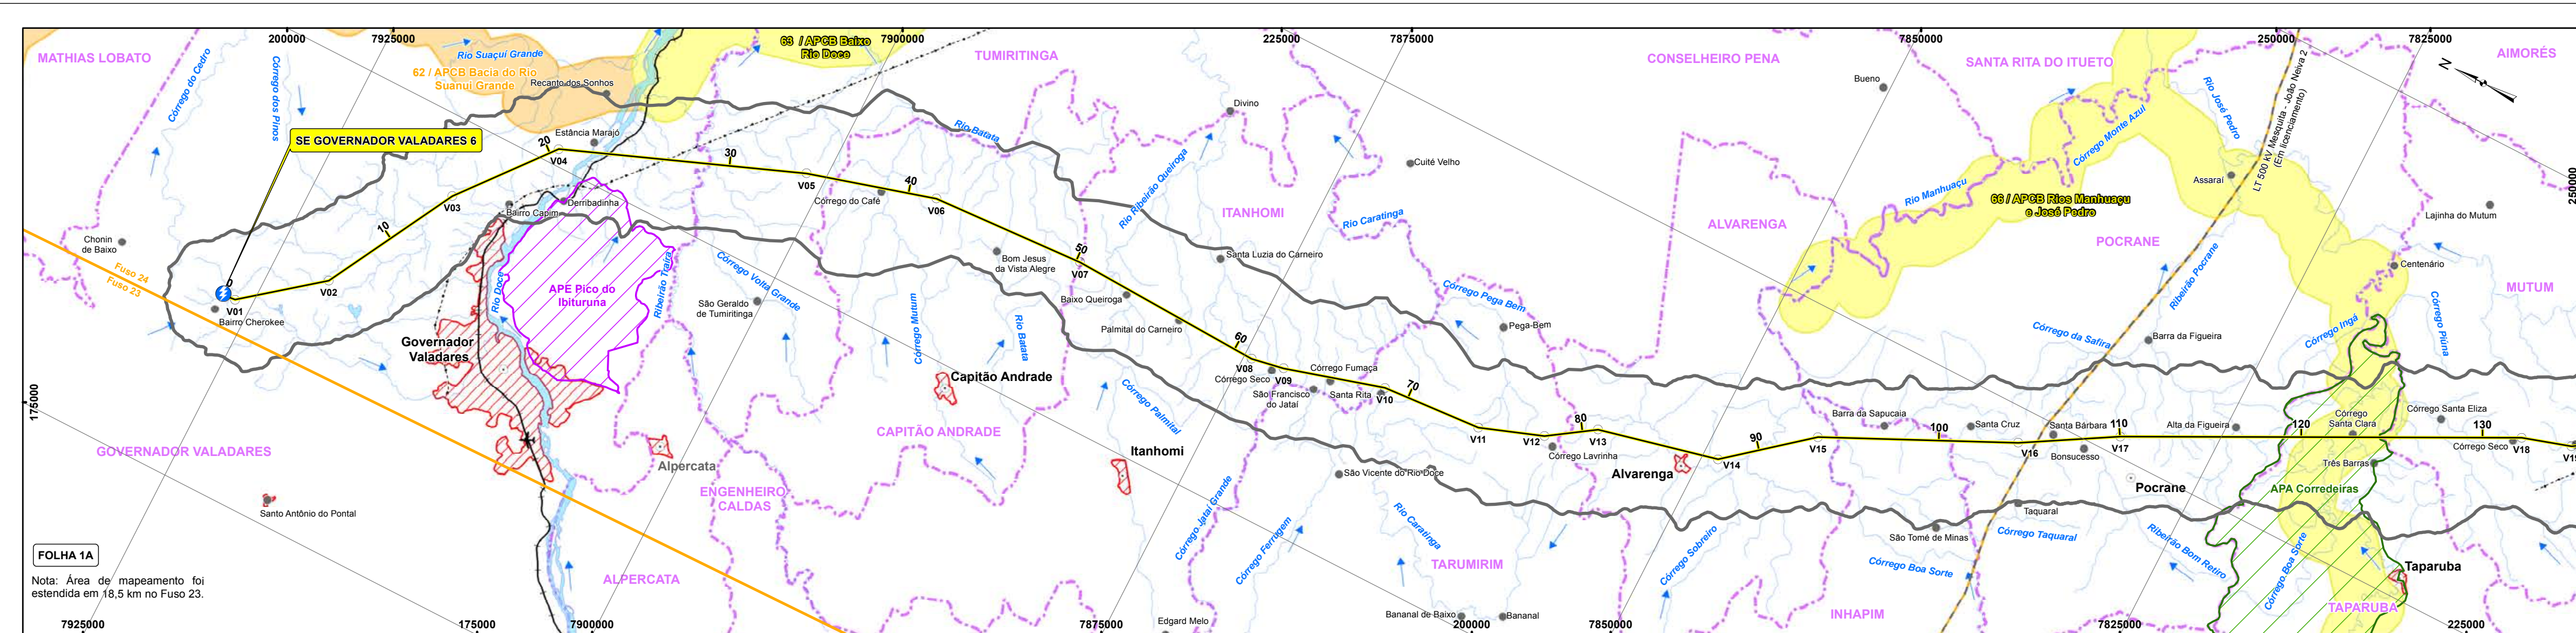 200000
7925000
7900000
225000
7875000
7850000
250000
7825000
MATHIAS LOBATO
Córrego do Cedro
Córrego dos Pinos
Rio Suaçuí Grande
62 / APCB Bacia do Rio
Suanuí Grande
Recanto dos Sonhos
63 / APCB Baixo
Rio Doce
TUMIRITINGA
CONSELHEIRO PENA
SANTA RITA DO ITUETO
AIMORÉS
N
Bueno
Rio José Pedro
LT 500 kV Mesquita - João Neiva 2
(Em licenciamento)
Divino
Rio Batata
Estância Marajó
SE GOVERNADOR VALADARES 6
Córrego Monte Azul
Cuité Velho
Rio Ribeirão Queiroga
Assaraí
250000
20
V04
30
V05
40
V06
Córrego do Café
V03
10
Bairro Capim
Derribadinha
Rio Manhuaçu
66 / APCB Rios Manhuaçu
e José Pedro
Lajinha do Mutum
ITANHOMI
Rio Caratinga
ALVARENGA
POCRANE
Chonin
de Baixo
Fuso 24
Fuso 23
0
V01
V02
Bairro Cherokee
Rio Doce
APE Pico do
Ibituruna
Ribeirão Traíra
Córrego Volta Grande
São Geraldo
de Tumiritinga
Bom Jesus
da Vista Alegre
50
V07
Santa Luzia do Carneiro
Baixo Queiroga
Palmital do Carneiro
Córrego Mutum
Rio Batata
Córrego Pega Bem
Pega-Bem
Ribeirão Pocrane
Centenário
MUTUM
Córrego da Safira
Barra da Figueira
Córrego Ingá
Córrego Piúna
Governador
Valadares
60
V08
Córrego Seco
V09
Córrego Fumaça
São Francisco
do Jataí
Santa Rita
V10
70
Capitão Andrade
Córrego Palmital
175000
V11
V12
80
V13
Córrego Lavrinha
V14
90
V15
Barra da Sapucaia
100
Santa Cruz
V16
Santa Bárbara
Bonsucesso
110
V17
Alta da Figueira
120
Córrego
Santa Clara
Córrego Santa Eliza
130
Córrego Seco
V18
V19
Três Barras
GOVERNADOR VALADARES
CAPITÃO ANDRADE
Itanhomi
Alpercata
São Vicente do Rio Doce
Alvarenga
Pocrane
APA Corredeiras
ENGENHEIRO
CALDAS
Santo Antônio do Pontal
Córrego Jataí Grande
Córrego Ferrugem
Rio Caratinga
Córrego Sobreiro
Taquaral
São Tomé de Minas
Córrego Taquaral
Ribeirão Bom Retiro
Córrego Boa Sorte
Córrego Boa Sorte
Taparuba
TAPARUBA
FOLHA 1A
Nota: Área de mapeamento foi
estendida em 18,5 km no Fuso 23.
ALPERCATA
TARUMIRIM
INHAPIM
Edgard Melo
Bananal de Baixo
Bananal
7925000
175000
7900000
7875000
200000
7850000
7825000
225000